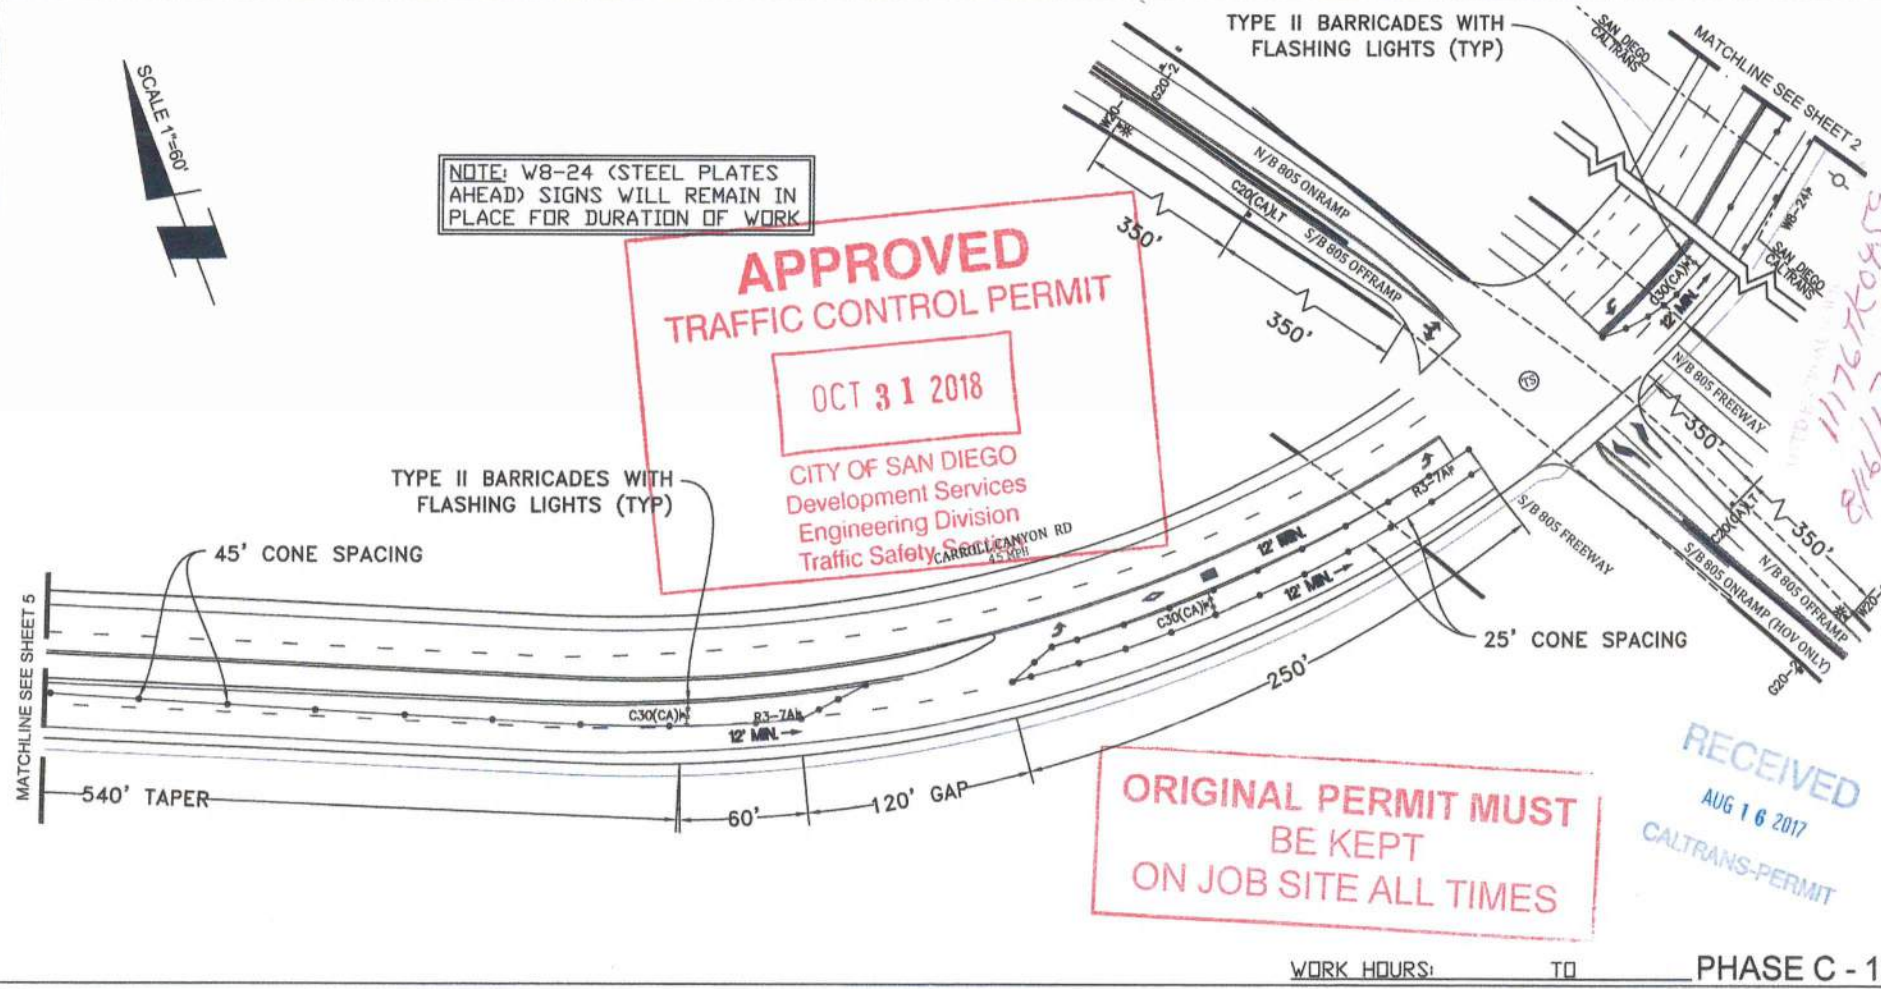 TYPE II BARRICADES WITH
FLASHING LIGHTS (TYP)
SAN DIEGO
CALTRANS
MATCHLINE SEE SHEET 2
SCALE 1"=60'
NOTE: W8-24 (STEEL PLATES
AHEAD) SIGNS WILL REMAIN IN
PLACE FOR DURATION OF WORK
G20-2
W20-1
N/B 805 ONRAMP
C20(CA)LT
S/B 805 OFFRAMP
350'
350'
W8-24
SAN DIEGO
CALTRANS
C30(CA)
12' MIN.
N/B 805 FREEWAY
TS
APPROVED
TRAFFIC CONTROL PERMIT
OCT 31 2018
CITY OF SAN DIEGO
Development Services
Engineering Division
Traffic Safety Section
CARROLL CANYON RD
45 MPH
350'
350'
C20(CA)LT
S/B 805 ONRAMP (HOV ONLY)
N/B 805 OFFRAMP
G20-2
S/B 805 FREEWAY
R3-7A
12' MIN.
12' MIN.
C30(CA)
TYPE II BARRICADES WITH
FLASHING LIGHTS (TYP)
45' CONE SPACING
25' CONE SPACING
MATCHLINE SEE SHEET 5
C30(CA)
R3-7A
12' MIN.
540' TAPER
60'
120' GAP
250'
ORIGINAL PERMIT MUST
BE KEPT
ON JOB SITE ALL TIMES
RECEIVED
AUG 16 2017
CALTRANS-PERMIT
WORK HOURS: TO
PHASE C - 1